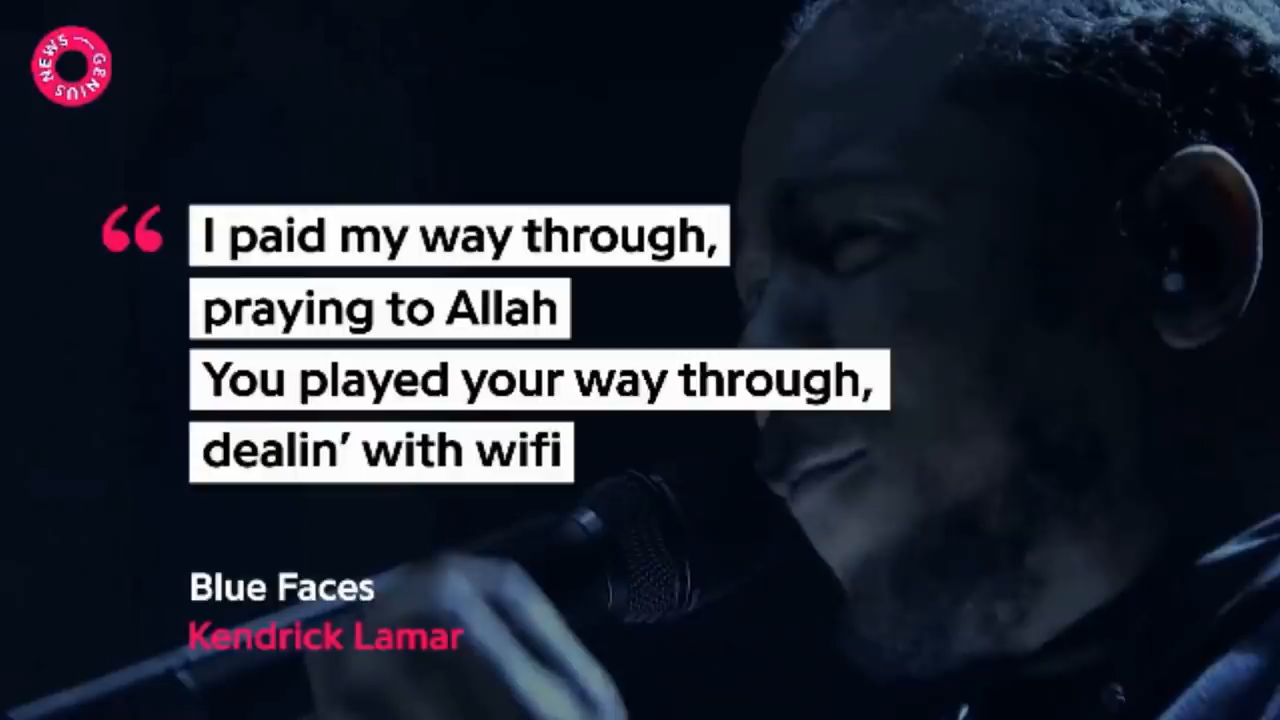 NEWS — GENIUS
“
I paid my way through,
praying to Allah
You played your way through,
dealin’ with wifi
Blue Faces
Kendrick Lamar